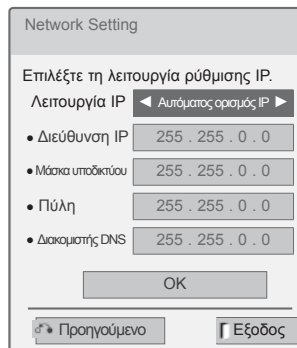 Network Setting
Επιλέξτε τη λειτουργία ρύθμισης IP.
Λειτουργία IP ◀ Αυτόματος ορισμός IP ▶
● Διεύθυνση IP 255 . 255 . 0 . 0
● Μάσκα υποδικτύου 255 . 255 . 0 . 0
● Πύλη 255 . 255 . 0 . 0
● Διακομιστής DNS 255 . 255 . 0 . 0
OK
Προηγούμενο Έξοδος